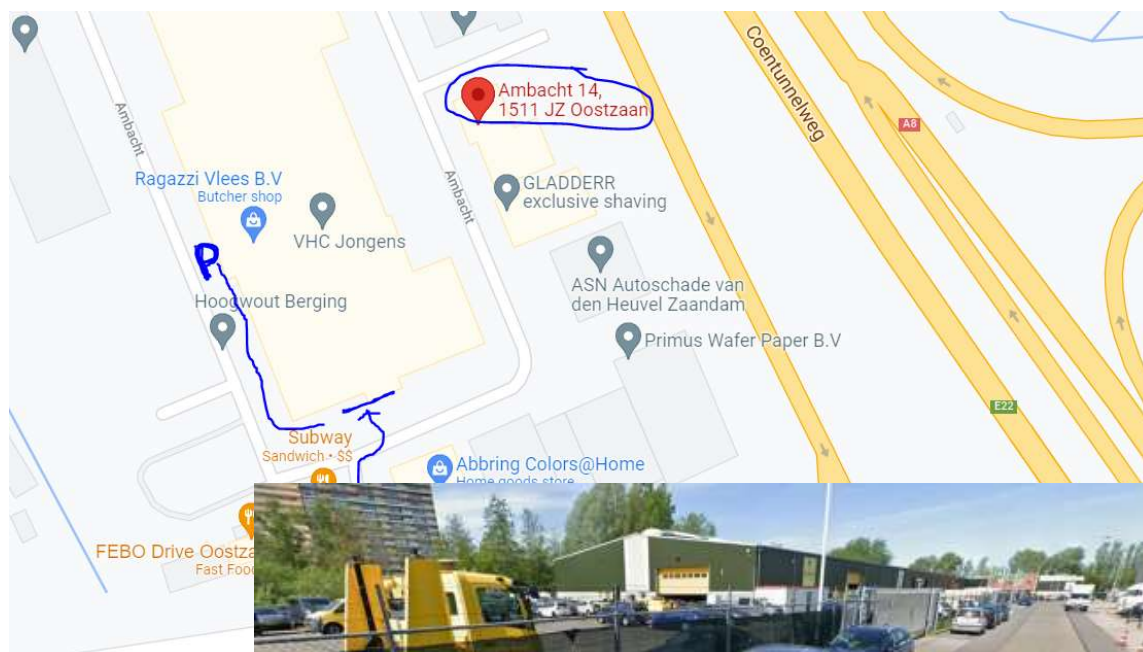 Ambacht 14,
1511 JZ Oostzaan
Coentunnelweg
A8
Ambacht
Ragazzi Vlees B.V
Butcher shop
Ambacht
GLADDERR
exclusive shaving
VHC Jongens
P
ASN Autoschade van
den Heuvel Zaandam
Hoogwout Berging
Primus Wafer Paper B.V
E22
Subway
Sandwich • $$
Abbring Colors@Home
Home goods store
FEBO Drive Oostza
Fast Food